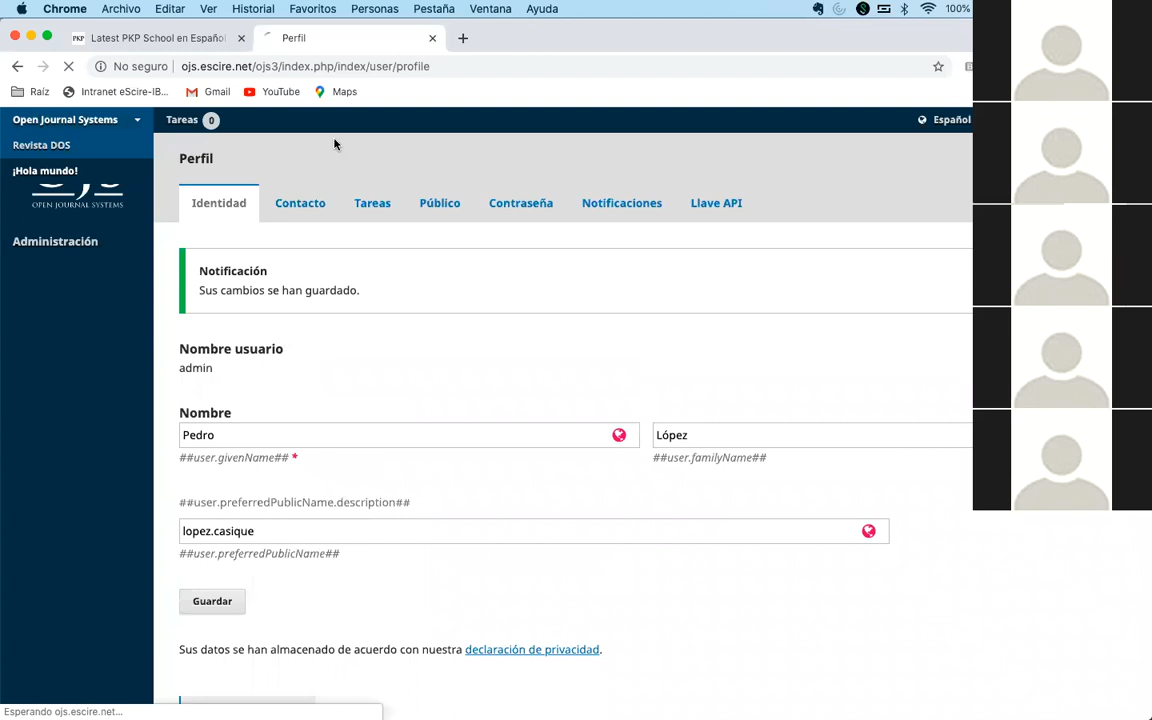 Chrome Archivo Editar Ver Historial Favoritos Personas Pestaña Ventana Ayuda 100%
PKP Latest PKP School en Españo Perfil
No seguro ojs.escire.net/ojs3/index.php/index/user/profile
Raíz Intranet eScire-IB... Gmail YouTube Maps
Open Journal Systems Tareas 0 Español
Revista DOS
¡Hola mundo!
OPEN JOURNAL SYSTEMS
Administración
Perfil
Identidad Contacto Tareas Público Contraseña Notificaciones Llave API
Notificación
Sus cambios se han guardado.
Nombre usuario
admin
Nombre
Pedro López
##user.givenName## * ##user.familyName##
##user.preferredPublicName.description##
lopez.casique
##user.preferredPublicName##
Guardar
Sus datos se han almacenado de acuerdo con nuestra declaración de privacidad.
Esperando ojs.escire.net...